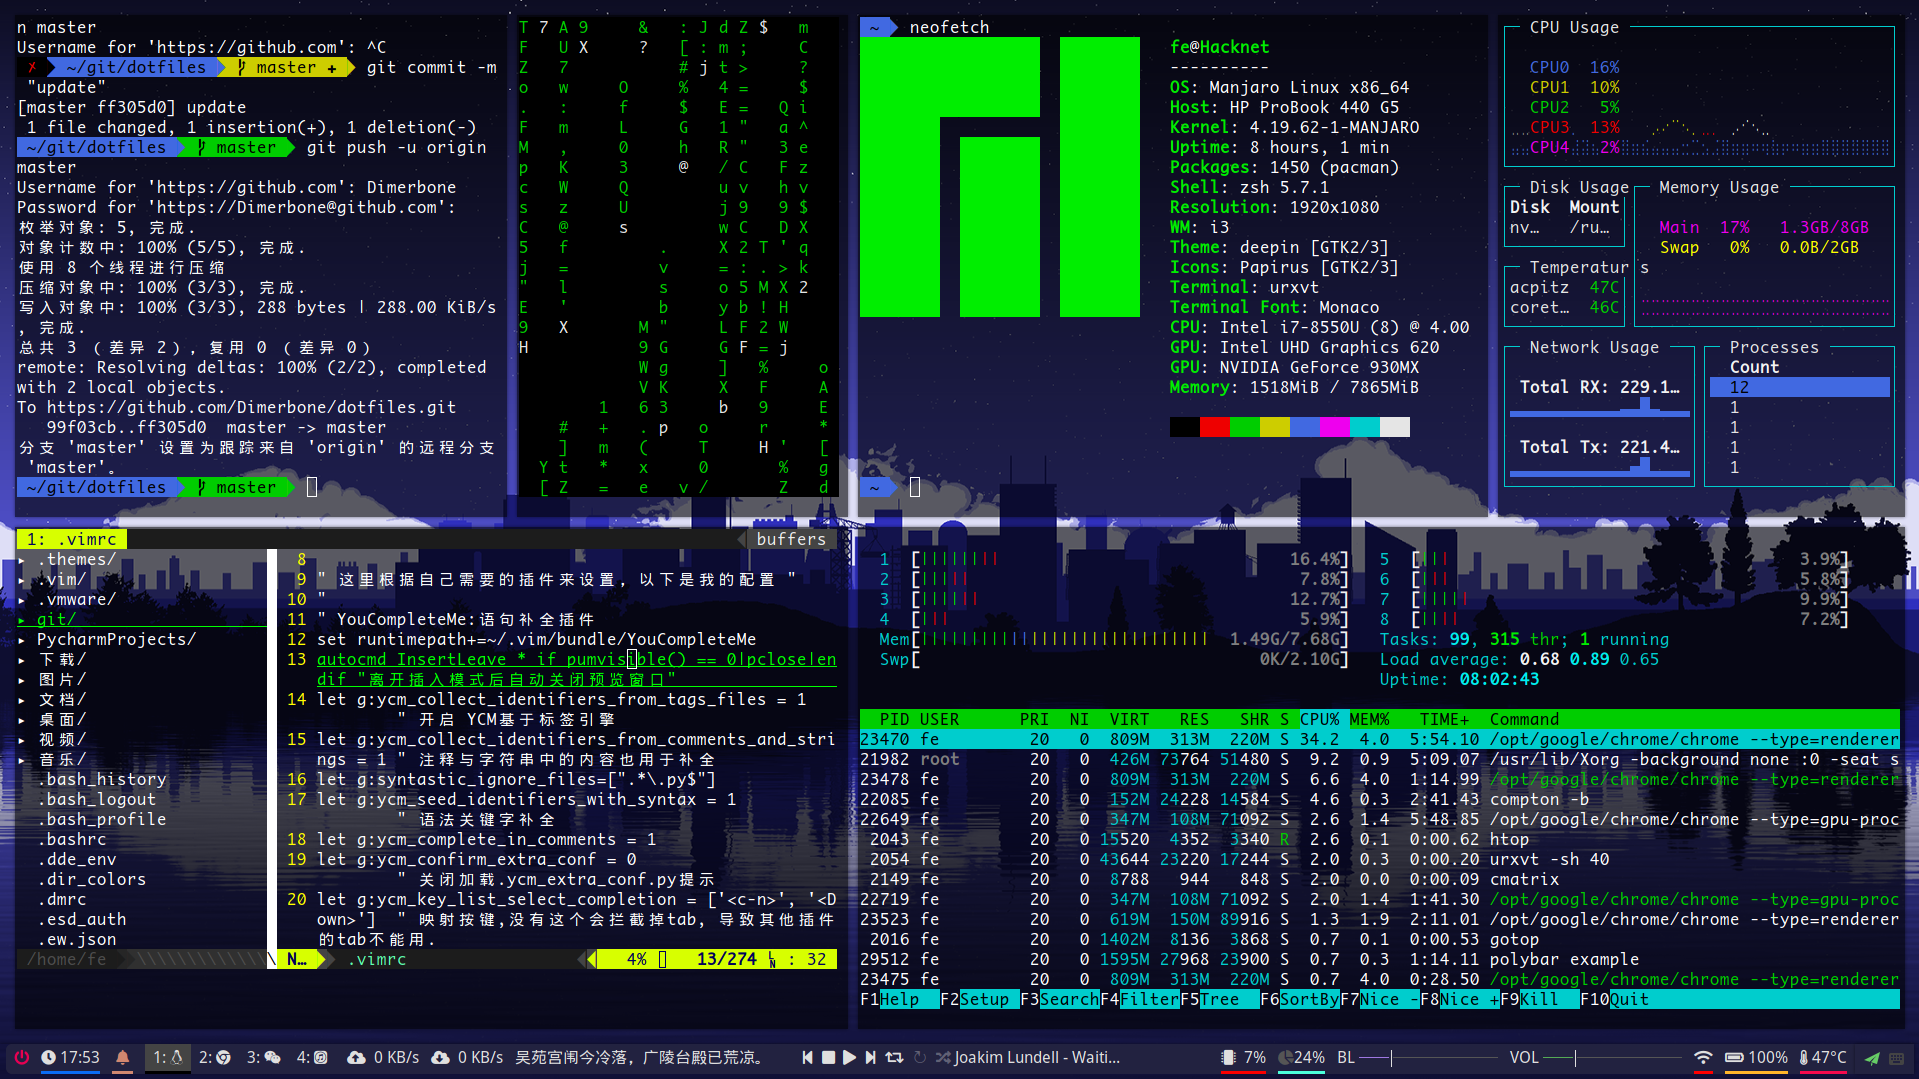 n master
Username for 'https://github.com': ^C
✗ ~/git/dotfiles master + git commit -m
"update"
[master ff305d0] update
1 file changed, 1 insertion(+), 1 deletion(-)
~/git/dotfiles master git push -u origin
master
Username for 'https://github.com': Dimerbone
Password for 'https://Dimerbone@github.com':
枚举对象: 5, 完成.
对象计数中: 100% (5/5), 完成.
使用 8 个线程进行压缩
压缩对象中: 100% (3/3), 完成.
写入对象中: 100% (3/3), 288 bytes | 288.00 KiB/s
, 完成.
总共 3 （差异 2），复用 0 （差异 0）
remote: Resolving deltas: 100% (2/2), completed
with 2 local objects.
To https://github.com/Dimerbone/dotfiles.git
99f03cb..ff305d0 master -> master
分支 'master' 设置为跟踪来自 'origin' 的远程分支
'master'。
~/git/dotfiles master
~ neofetch
fe@Hacknet
----------
OS: Manjaro Linux x86_64
Host: HP ProBook 440 G5
Kernel: 4.19.62-1-MANJARO
Uptime: 8 hours, 1 min
Packages: 1450 (pacman)
Shell: zsh 5.7.1
Resolution: 1920x1080
WM: i3
Theme: deepin [GTK2/3]
Icons: Papirus [GTK2/3]
Terminal: urxvt
Terminal Font: Monaco
CPU: Intel i7-8550U (8) @ 4.00
GPU: Intel UHD Graphics 620
GPU: NVIDIA GeForce 930MX
Memory: 1518MiB / 7865MiB
~
CPU Usage
CPU0 16%
CPU1 10%
CPU2 5%
CPU3 13%
CPU4 2%
Disk Usage
Disk Mount
nv… /ru…
Memory Usage
Main 17% 1.3GB/8GB
Swap 0% 0.0B/2GB
Temperatur s
acpitz 47C
coret… 46C
Network Usage
Total RX: 229.1…
Total Tx: 221.4…
Processes
Count
12
1
1
1
1
1: .vimrc buffers
▸ .themes/
▸ .vim/
▸ .vmware/
▸ git/
▸ PycharmProjects/
▸ 下载/
▸ 图片/
▸ 文档/
▸ 桌面/
▸ 视频/
▸ 音乐/
.bash_history
.bash_logout
.bash_profile
.bashrc
.dde_env
.dir_colors
.dmrc
.esd_auth
.ew.json
/home/fe
8
9 " 这里根据自己需要的插件来设置, 以下是我的配置 "
10 "
11 " YouCompleteMe:语句补全插件
12 set runtimepath+=~/.vim/bundle/YouCompleteMe
13 autocmd InsertLeave * if pumvisible() == 0|pclose|en
dif "离开插入模式后自动关闭预览窗口"
14 let g:ycm_collect_identifiers_from_tags_files = 1
" 开启 YCM基于标签引擎
15 let g:ycm_collect_identifiers_from_comments_and_stri
ngs = 1 " 注释与字符串中的内容也用于补全
16 let g:syntastic_ignore_files=[".*\.py$"]
17 let g:ycm_seed_identifiers_with_syntax = 1
" 语法关键字补全
18 let g:ycm_complete_in_comments = 1
19 let g:ycm_confirm_extra_conf = 0
" 关闭加载.ycm_extra_conf.py提示
20 let g:ycm_key_list_select_completion = ['<c-n>', '<D
own>'] " 映射按键,没有这个会拦截掉tab, 导致其他插件
的tab不能用.
N… .vimrc 4% 13/274 : 32
1 [ 16.4%]
2 [ 7.8%]
3 [ 12.7%]
4 [ 5.9%]
Mem[ 1.49G/7.68G]
Swp[ 0K/2.10G]
5 [ 3.9%]
6 [ 5.8%]
7 [ 9.9%]
8 [ 7.2%]
Tasks: 99, 315 thr; 1 running
Load average: 0.68 0.89 0.65
Uptime: 08:02:43
PID USER PRI NI VIRT RES SHR S CPU% MEM% TIME+ Command
23470 fe 20 0 809M 313M 220M S 34.2 4.0 5:54.10 /opt/google/chrome/chrome --type=renderer
21982 root 20 0 426M 73764 51480 S 9.2 0.9 5:09.07 /usr/lib/Xorg -background none :0 -seat s
23478 fe 20 0 809M 313M 220M S 6.6 4.0 1:14.99 /opt/google/chrome/chrome --type=renderer
22085 fe 20 0 152M 24228 14584 S 4.6 0.3 2:41.43 compton -b
22649 fe 20 0 347M 108M 71092 S 2.6 1.4 5:48.85 /opt/google/chrome/chrome --type=gpu-proc
2043 fe 20 0 15520 4352 3340 R 2.6 0.1 0:00.62 htop
2054 fe 20 0 43644 23220 17244 S 2.0 0.3 0:00.20 urxvt -sh 40
2149 fe 20 0 8788 944 848 S 2.0 0.0 0:00.09 cmatrix
22719 fe 20 0 347M 108M 71092 S 2.0 1.4 1:41.30 /opt/google/chrome/chrome --type=gpu-proc
23523 fe 20 0 619M 150M 89916 S 1.3 1.9 2:11.01 /opt/google/chrome/chrome --type=renderer
2016 fe 20 0 1402M 8136 3868 S 0.7 0.1 0:00.53 gotop
29512 fe 20 0 1595M 27968 23900 S 0.7 0.3 1:14.11 polybar example
23475 fe 20 0 809M 313M 220M S 0.7 4.0 0:28.50 /opt/google/chrome/chrome --type=renderer
F1Help F2Setup F3Search F4Filter F5Tree F6SortBy F7Nice - F8Nice + F9Kill F10Quit
17:53 1: 2: 3: 4: 0 KB/s 0 KB/s 吴苑宫闱今冷落，广陵台殿已荒凉。 Joakim Lundell - Waiti... 7% 24% BL VOL 100% 47°C